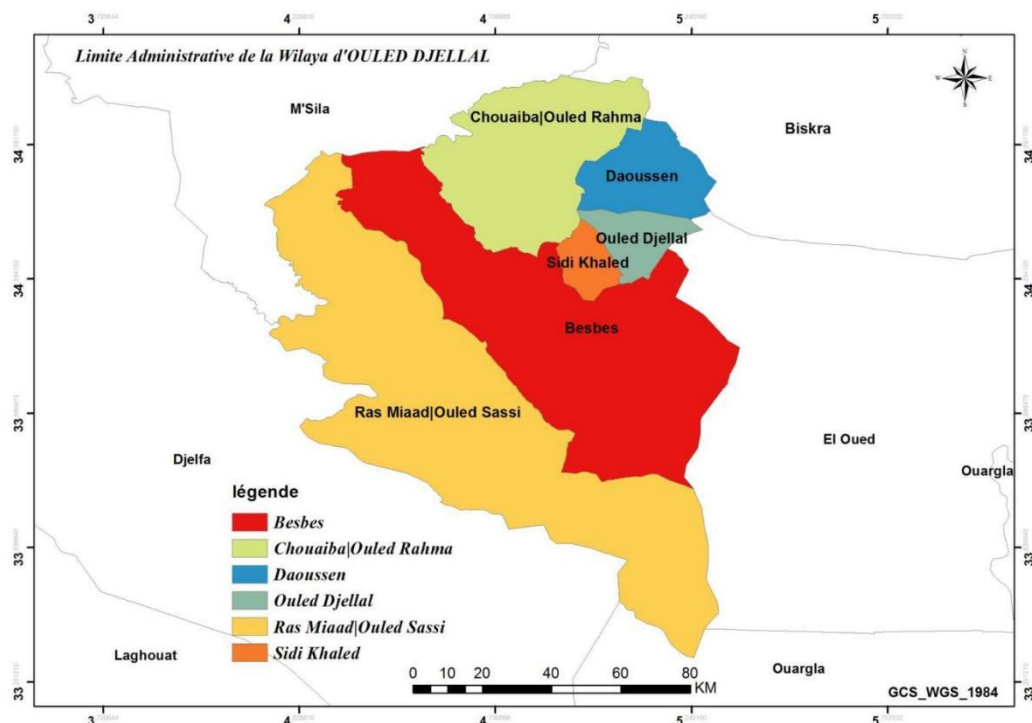 3 4 4 5 5
Limite Administrative de la Wilaya d'OULED DJELLAL
N
W E
S
M'Sila
Chouaiba|Ouled Rahma
Biskra
34 34
Daoussen
Ouled Djellal
Sidi Khaled
34 34
Besbes
Ras Miaad|Ouled Sassi
33 33
El Oued
Djelfa
Ouargla
légende
Besbes
Chouaiba|Ouled Rahma
33 33
Daoussen
Ouled Djellal
Ras Miaad|Ouled Sassi
Sidi Khaled
Laghouat
Ouargla
0 10 20 40 60 80
KM
33 33
GCS_WGS_1984
3 4 4 5 5